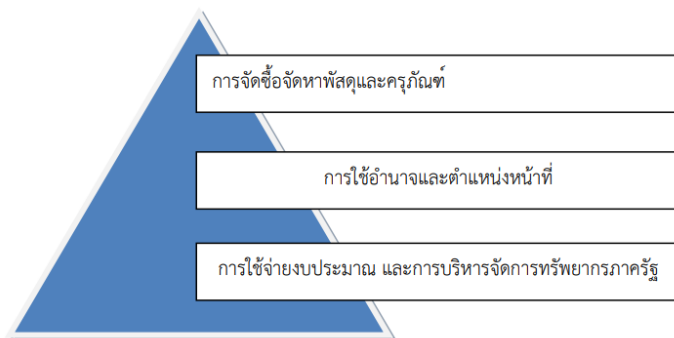 การจัดซื้อจัดหาพัสดุและครุภัณฑ์
การใช้อำนาจและตำแหน่งหน้าที่
การใช้จ่ายงบประมาณ และการบริหารจัดการทรัพยากรภาครัฐ